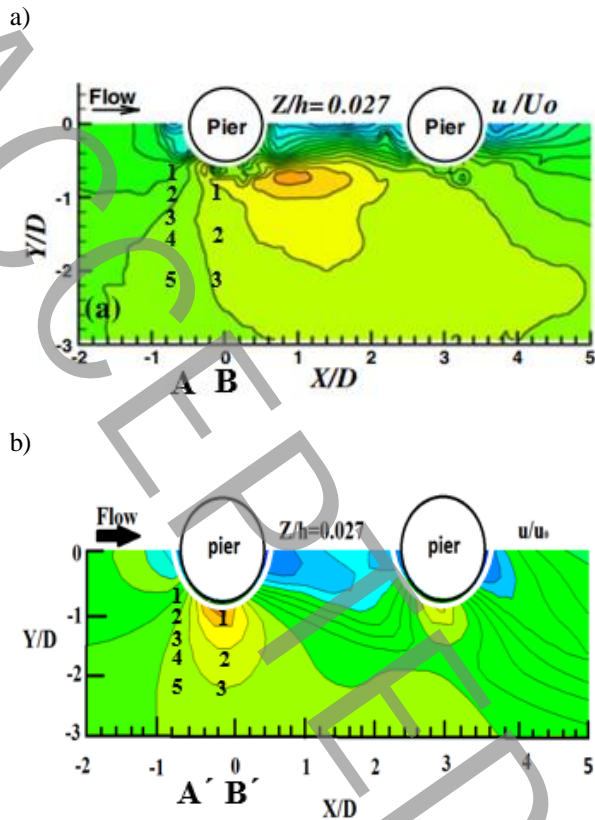 a)
Flow Z/h= 0.027 u /Uo
Pier Pier
0
1
-1 2 1
3
Y/D 4 2
-2 5 3
(a)
-3
-2 -1 0 1 2 3 4 5
A B X/D
b)
Flow Z/h=0.027 u/u₀
pier pier
0
1
-1 2 1
3
Y/D 4 2
-2 5 3
-3
-2 -1 0 1 2 3 4 5
A´ B´ X/D
ACCEPTED